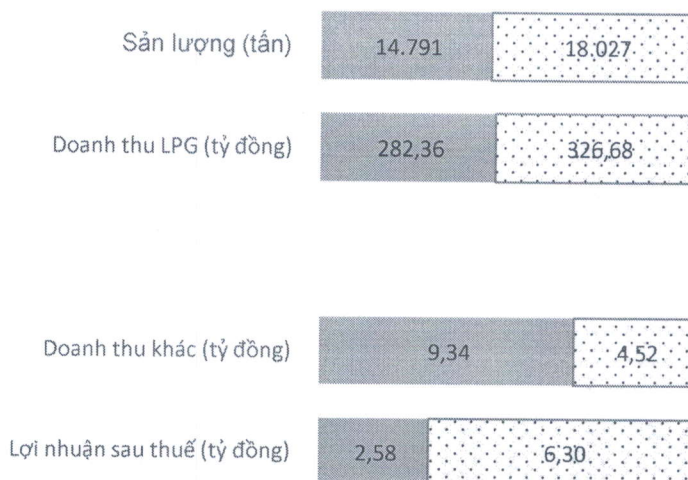 Sản lượng (tấn) 14.791 18.027
Doanh thu LPG (tỷ đồng) 282,36 326,68
Doanh thu khác (tỷ đồng) 9,34 4,52
Lợi nhuận sau thuế (tỷ đồng) 2,58 6,30